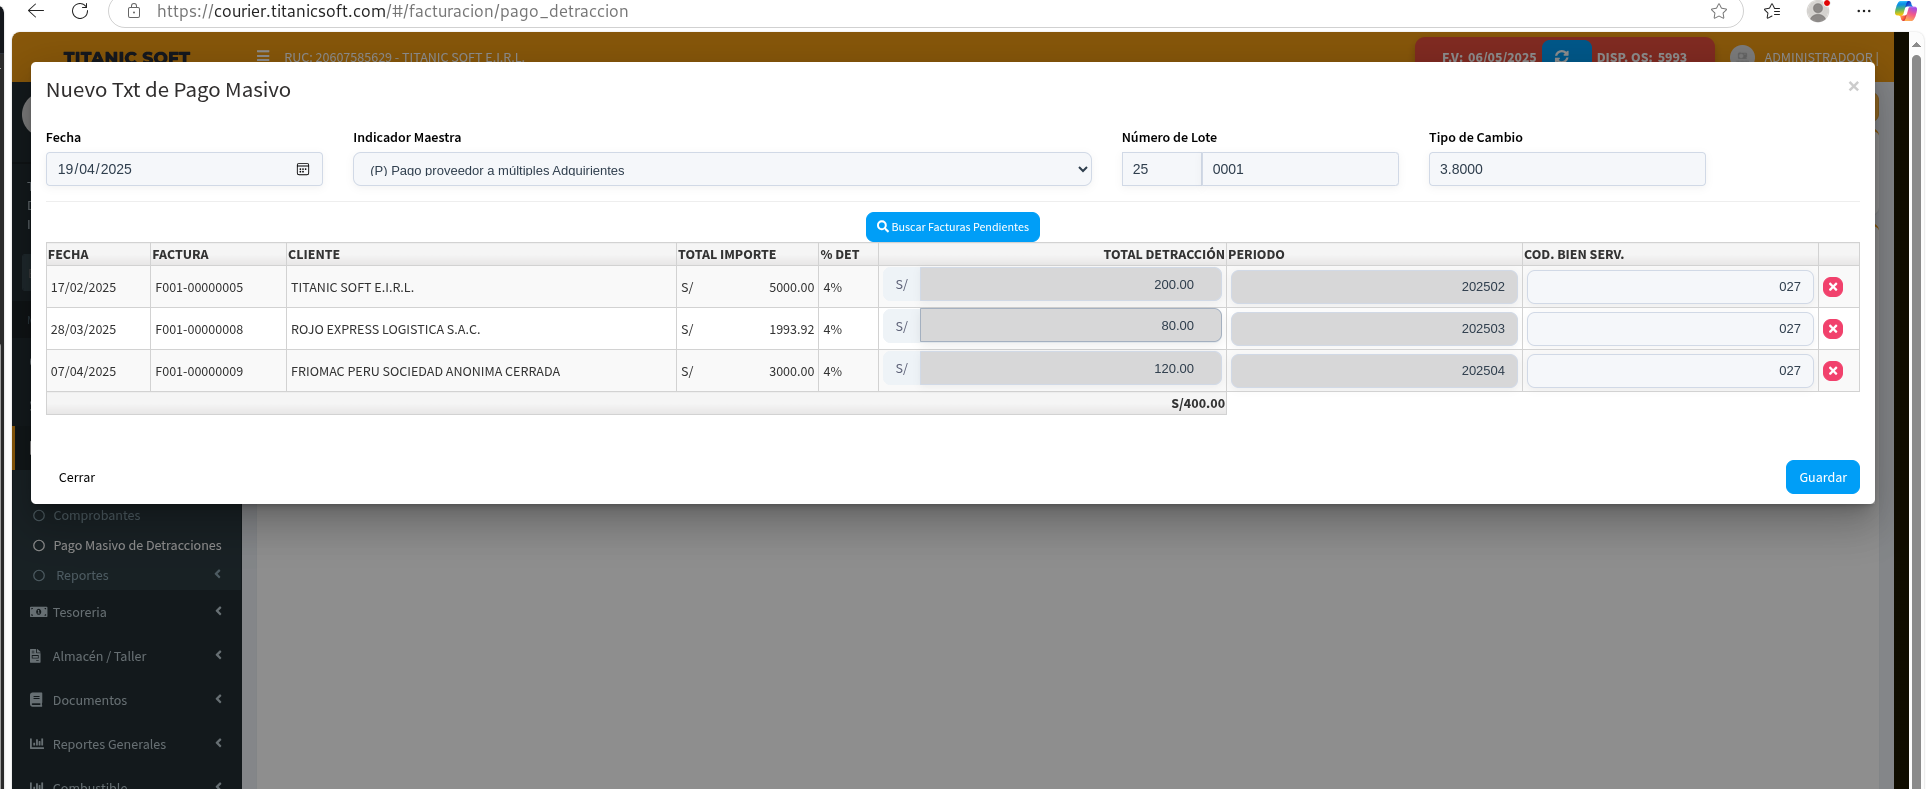 https://courier.titanicsoft.com/#/facturacion/pago_detraccion
TITANIC SOFT
RUC: 20607585629 - TITANIC SOFT E.I.R.L.
F.V: 06/05/2025
DISP. OS: 5993
ADMINISTRADOOR |
Nuevo Txt de Pago Masivo
×
Fecha
Indicador Maestra
Número de Lote
Tipo de Cambio
19/04/2025
(P) Pago proveedor a múltiples Adquirientes
25
0001
3.8000
Buscar Facturas Pendientes
FECHA FACTURA CLIENTE TOTAL IMPORTE % DET TOTAL DETRACCIÓN PERIODO COD. BIEN SERV.
17/02/2025 F001-00000005 TITANIC SOFT E.I.R.L. S/ 5000.00 4% S/ 200.00 202502 027
28/03/2025 F001-00000008 ROJO EXPRESS LOGISTICA S.A.C. S/ 1993.92 4% S/ 80.00 202503 027
07/04/2025 F001-00000009 FRIOMAC PERU SOCIEDAD ANONIMA CERRADA S/ 3000.00 4% S/ 120.00 202504 027
S/400.00
Cerrar
Guardar
Comprobantes
Pago Masivo de Detracciones
Reportes
Tesoreria
Almacén / Taller
Documentos
Reportes Generales
Combustible